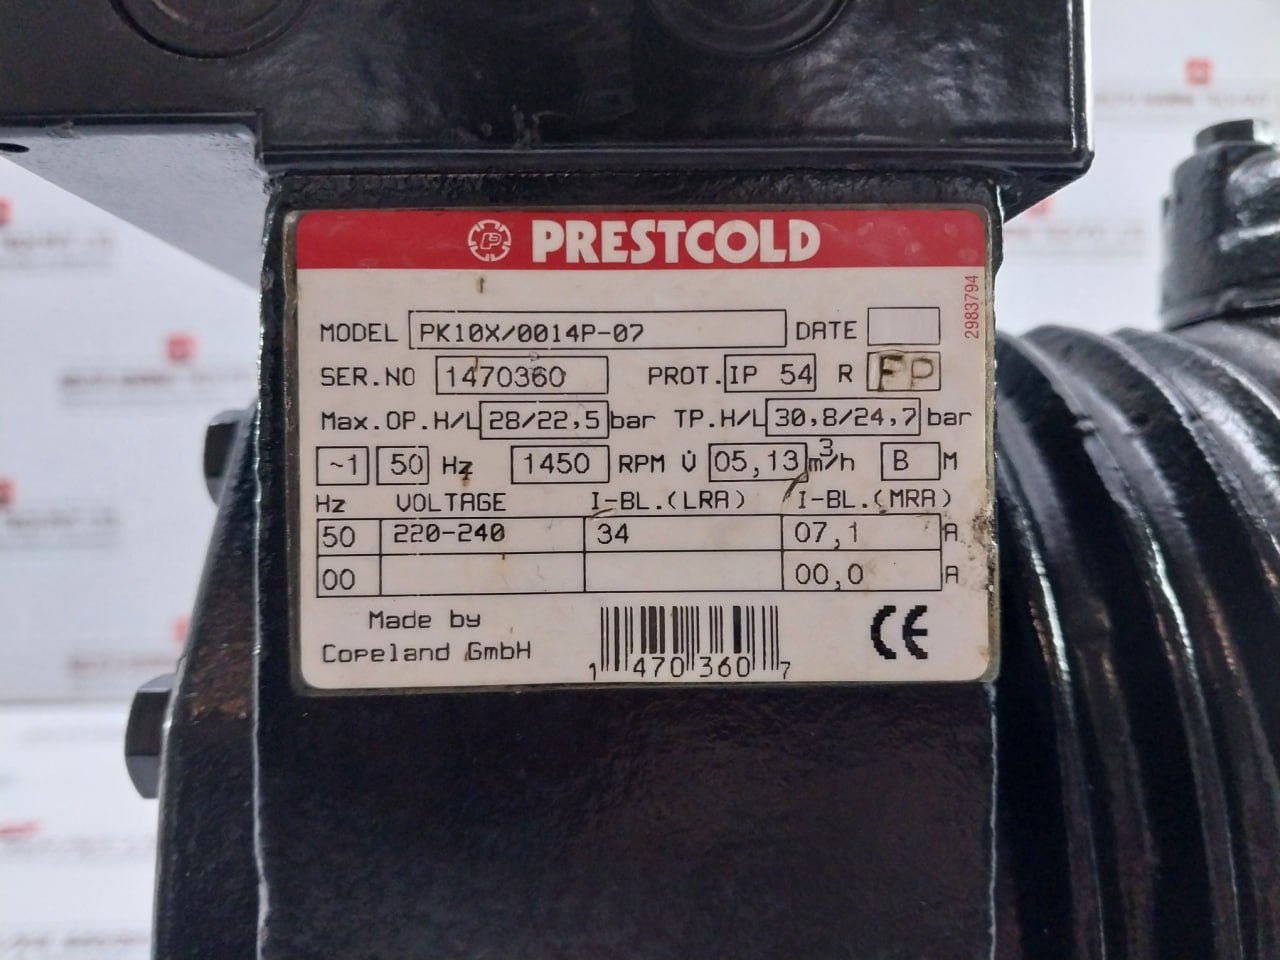 PRESTCOLD
2983794
MODEL PK10X/0014P-07 DATE
SER.NO 1470360 PROT. IP 54 R FP
Max.OP.H/L 28/22,5 bar TP.H/L 30,8/24,7 bar
~1 50 Hz 1450 RPM V̇ 05,13 m³/h B M
Hz VOLTAGE I-BL.(LRA) I-BL.(MRA)
50 220-240 34 07,1 A
00 00,0 A
Made by
Copeland GmbH
1 470360 7
CE